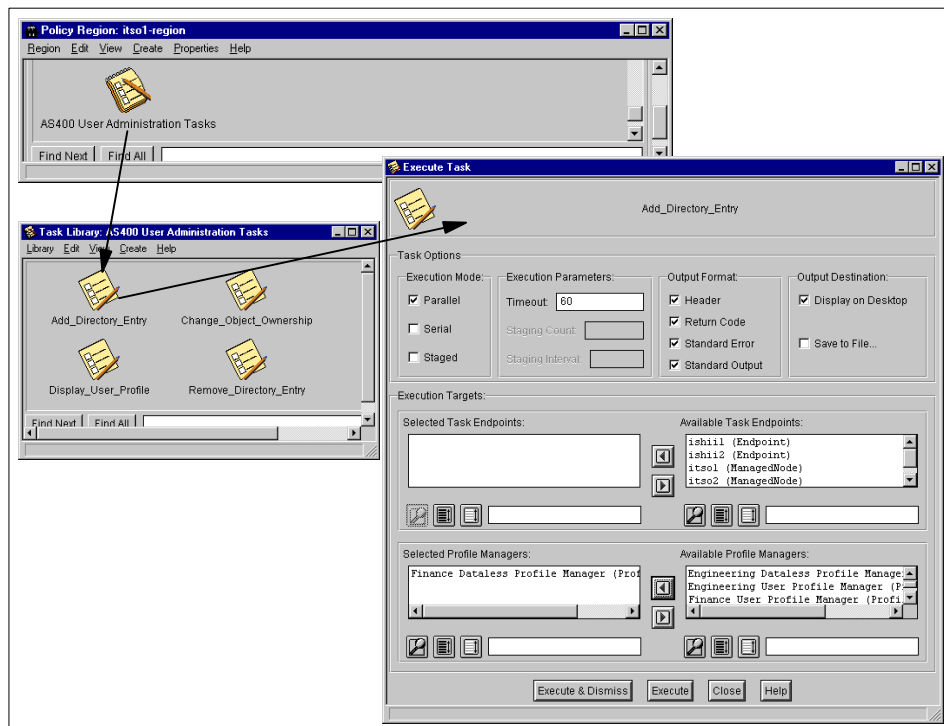 Policy Region: itso1-region
Region Edit View Create Properties Help
AS400 User Administration Tasks
Find Next Find All
Task Library: AS400 User Administration Tasks
Library Edit View Create Help
Add_Directory_Entry Change_Object_Ownership
Display_User_Profile Remove_Directory_Entry
Find Next Find All
Execute Task
Add_Directory_Entry
Task Options
Execution Mode: Execution Parameters: Output Format: Output Destination:
Parallel Timeout: 60 Header Display on Desktop
Serial Staging Count: Return Code Save to File...
Staged Staging Interval: Standard Error
Standard Output
Execution Targets:
Selected Task Endpoints: Available Task Endpoints:
ishii1 (Endpoint)
ishii2 (Endpoint)
itso1 (ManagedNode)
itso2 (ManagedNode)
Selected Profile Managers: Available Profile Managers:
Finance Dataless Profile Manager (Prof Engineering Dataless Profile Manage
Engineering User Profile Manager (P
Finance User Profile Manager (Profi
Execute & Dismiss Execute Close Help